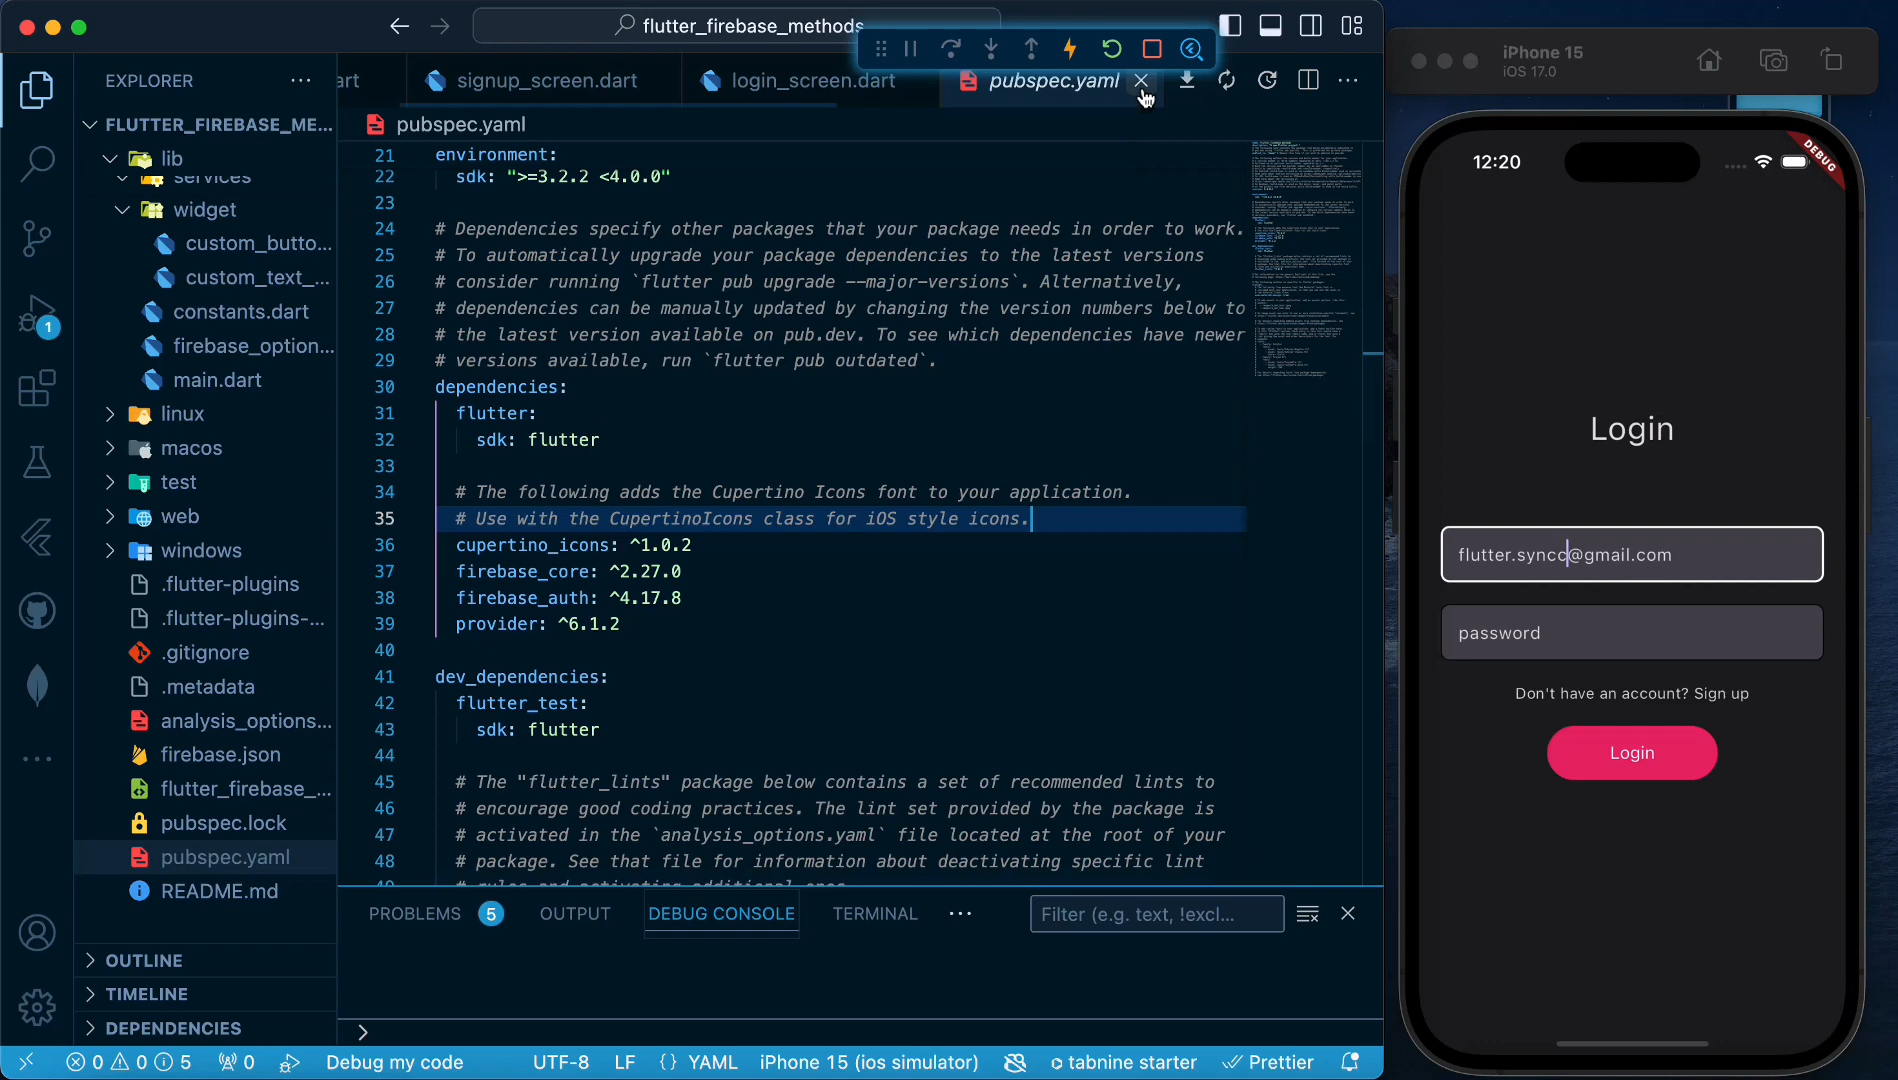 flutter_firebase_methods
iPhone 15
iOS 17.0
EXPLORER
art
signup_screen.dart
login_screen.dart
pubspec.yaml
FLUTTER_FIREBASE_ME...
pubspec.yaml
lib
services
widget
custom_butto...
custom_text_...
constants.dart
firebase_option...
main.dart
linux
macos
test
web
windows
.flutter-plugins
.flutter-plugins-...
.gitignore
.metadata
analysis_options...
firebase.json
flutter_firebase_...
pubspec.lock
pubspec.yaml
README.md
OUTLINE
TIMELINE
DEPENDENCIES
1
21 environment:
22 sdk: ">=3.2.2 <4.0.0"
23
24 # Dependencies specify other packages that your package needs in order to work.
25 # To automatically upgrade your package dependencies to the latest versions
26 # consider running `flutter pub upgrade --major-versions`. Alternatively,
27 # dependencies can be manually updated by changing the version numbers below to
28 # the latest version available on pub.dev. To see which dependencies have newer
29 # versions available, run `flutter pub outdated`.
30 dependencies:
31 flutter:
32 sdk: flutter
33
34 # The following adds the Cupertino Icons font to your application.
35 # Use with the CupertinoIcons class for iOS style icons.
36 cupertino_icons: ^1.0.2
37 firebase_core: ^2.27.0
38 firebase_auth: ^4.17.8
39 provider: ^6.1.2
40
41 dev_dependencies:
42 flutter_test:
43 sdk: flutter
44
45 # The "flutter_lints" package below contains a set of recommended lints to
46 # encourage good coding practices. The lint set provided by the package is
47 # activated in the `analysis_options.yaml` file located at the root of your
48 # package. See that file for information about deactivating specific lint
49 # rules and activating additional ones.
PROBLEMS 5 OUTPUT DEBUG CONSOLE TERMINAL
Filter (e.g. text, !excl...
0 0 5 0 Debug my code UTF-8 LF {} YAML iPhone 15 (ios simulator) tabnine starter Prettier
12:20
DEBUG
Login
flutter.syncc@gmail.com
password
Don't have an account? Sign up
Login